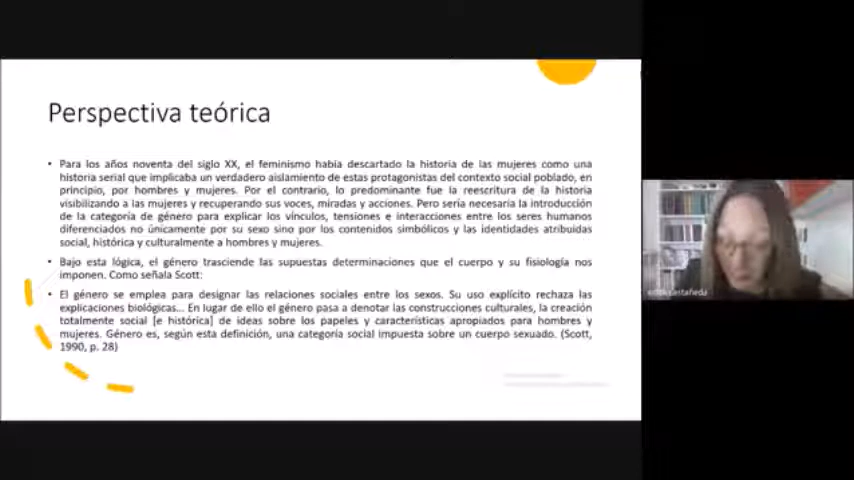 Perspectiva teórica
• Para los años noventa del siglo XX, el feminismo había descartado la historia de las mujeres como una
historia serial que implicaba un verdadero aislamiento de estas protagonistas del contexto social poblado, en
principio, por hombres y mujeres. Por el contrario, lo predominante fue la reescritura de la historia
visibilizando a las mujeres y recuperando sus voces, miradas y acciones. Pero sería necesaria la introducción
de la categoría de género para explicar los vínculos, tensiones e interacciones entre los seres humanos
diferenciados no únicamente por su sexo sino por los contenidos simbólicos y las identidades atribuidas
social, histórica y culturalmente a hombres y mujeres.
• Bajo esta lógica, el género trasciende las supuestas determinaciones que el cuerpo y su fisiología nos
imponen. Como señala Scott:
• El género se emplea para designar las relaciones sociales entre los sexos. Su uso explícito rechaza las
explicaciones biológicas... En lugar de ello el género pasa a denotar las construcciones culturales, la creación
totalmente social [e histórica] de ideas sobre los papeles y características apropiados para hombres y
mujeres. Género es, según esta definición, una categoría social impuesta sobre un cuerpo sexuado. (Scott,
1990, p. 28)